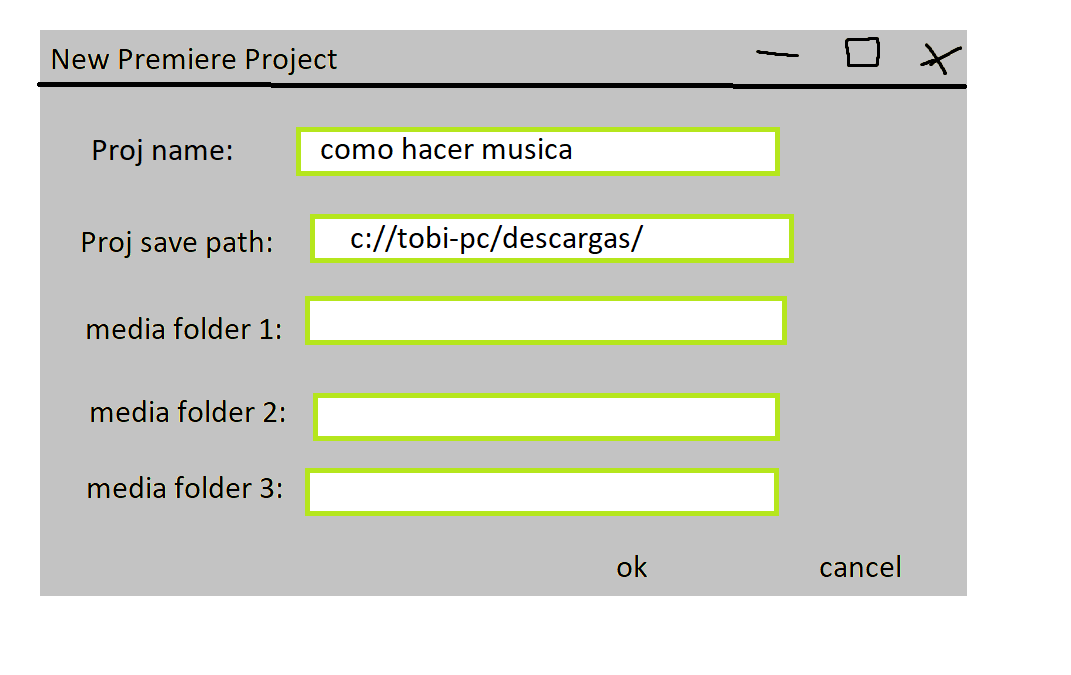 New Premiere Project
Proj name: como hacer musica
Proj save path: c://tobi-pc/descargas/
media folder 1:
media folder 2:
media folder 3:
ok cancel